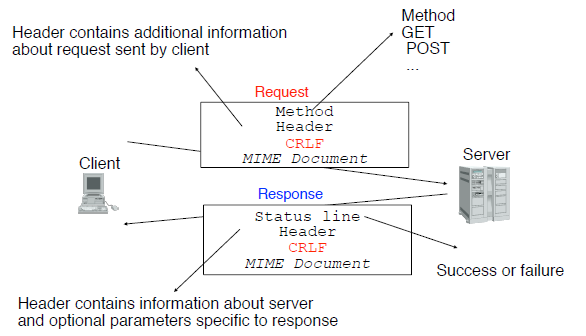 Method
GET
POST
...
Header contains additional information
about request sent by client
Request
Method
Header
CRLF
MIME Document
Client
Server
Response
Status line
Header
CRLF
MIME Document
Success or failure
Header contains information about server
and optional parameters specific to response